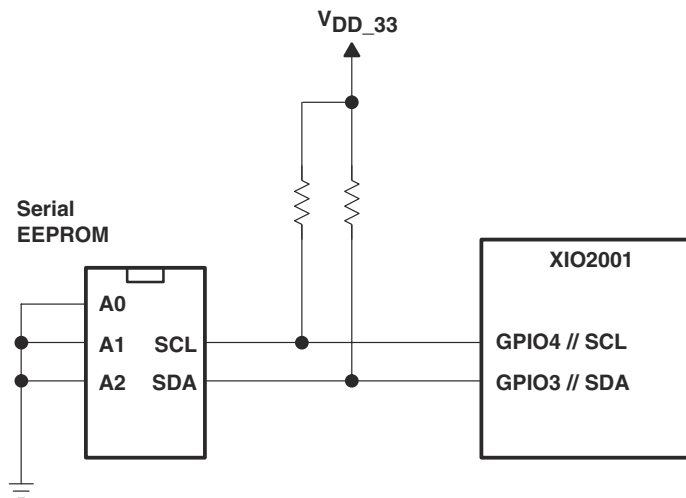 VDD_33
Serial
EEPROM
XIO2001
A0
A1 SCL GPIO4 // SCL
A2 SDA GPIO3 // SDA